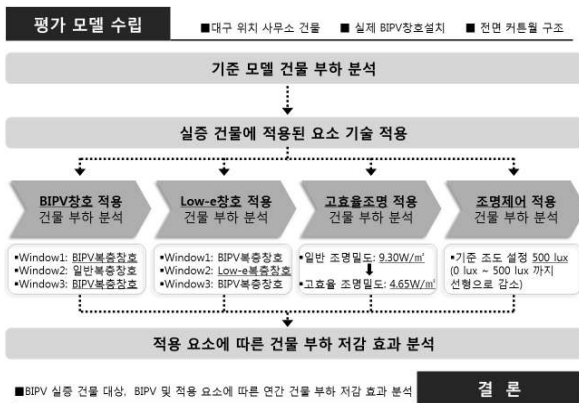 평가 모델 수립
■대구 위치 사무소 건물 ■ 실제 BIPV창호설치 ■ 전면 커튼월 구조
기준 모델 건물 부하 분석
실증 건물에 적용된 요소 기술 적용
BIPV창호 적용
건물 부하 분석
▪Window1: BIPV복층창호
▪Window2: 일반복층창호
▪Window3: BIPV복층창호
Low-e창호 적용
건물 부하 분석
▪Window1: BIPV복층창호
▪Window2: Low-e복층창호
▪Window3: BIPV복층창호
고효율조명 적용
건물 부하 분석
▪일반 조명밀도: 9.30W/㎡
▪고효율 조명밀도: 4.65W/㎡
조명제어 적용
건물 부하 분석
▪기준 조도 설정 500 lux
(0 lux ~ 500 lux 까지
선형으로 감소)
적용 요소에 따른 건물 부하 저감 효과 분석
■BIPV 실증 건물 대상, BIPV 및 적용 요소에 따른 연간 건물 부하 저감 효과 분석
결 론